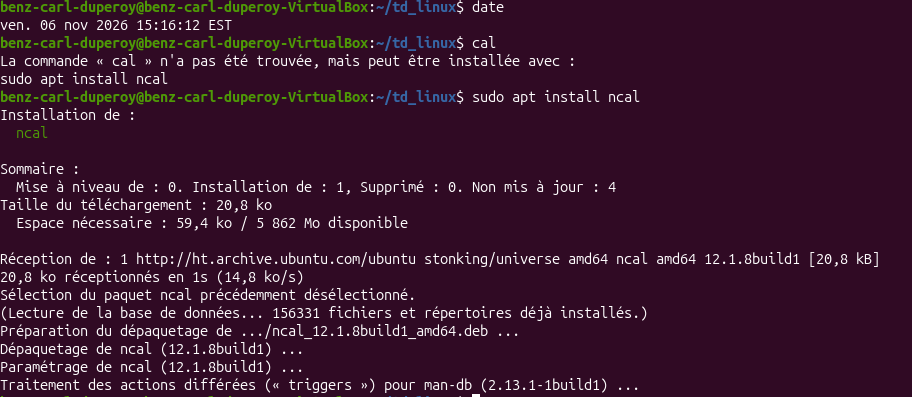 benz-carl-duperoy@benz-carl-duperoy-VirtualBox:~/td_linux$ date
ven. 06 nov 2026 15:16:12 EST
benz-carl-duperoy@benz-carl-duperoy-VirtualBox:~/td_linux$ cal
La commande « cal » n'a pas été trouvée, mais peut être installée avec :
sudo apt install ncal
benz-carl-duperoy@benz-carl-duperoy-VirtualBox:~/td_linux$ sudo apt install ncal
Installation de :
  ncal

Sommaire :
  Mise à niveau de : 0. Installation de : 1, Supprimé : 0. Non mis à jour : 4
Taille du téléchargement : 20,8 ko
  Espace nécessaire : 59,4 ko / 5 862 Mo disponible

Réception de : 1 http://ht.archive.ubuntu.com/ubuntu stonking/universe amd64 ncal amd64 12.1.8build1 [20,8 kB]
20,8 ko réceptionnés en 1s (14,8 ko/s)
Sélection du paquet ncal précédemment désélectionné.
(Lecture de la base de données... 156331 fichiers et répertoires déjà installés.)
Préparation du dépaquetage de .../ncal_12.1.8build1_amd64.deb ...
Dépaquetage de ncal (12.1.8build1) ...
Paramétrage de ncal (12.1.8build1) ...
Traitement des actions différées (« triggers ») pour man-db (2.13.1-1build1) ...